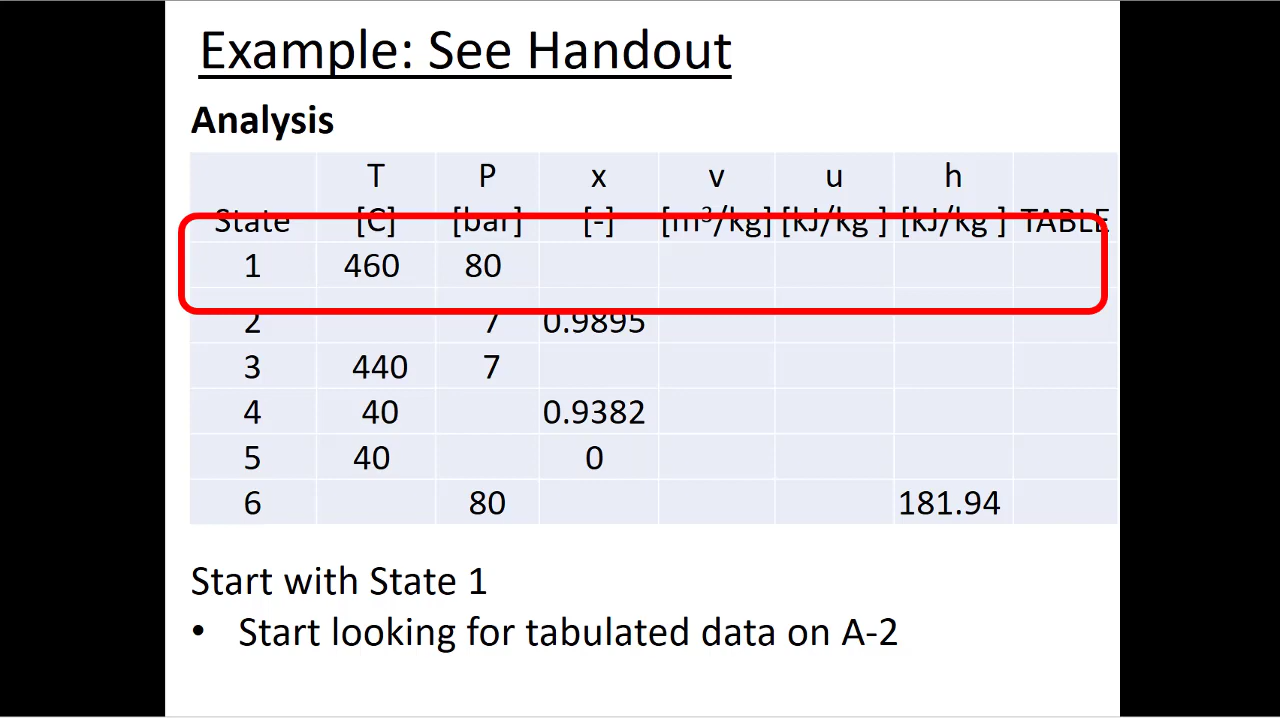 Example: See Handout
Analysis
T P x v u h
State [C] [bar] [-] [m³/kg] [kJ/kg ] [kJ/kg ] TABLE
1 460 80
2 7 0.9895
3 440 7
4 40 0.9382
5 40 0
6 80 181.94
Start with State 1
• Start looking for tabulated data on A-2